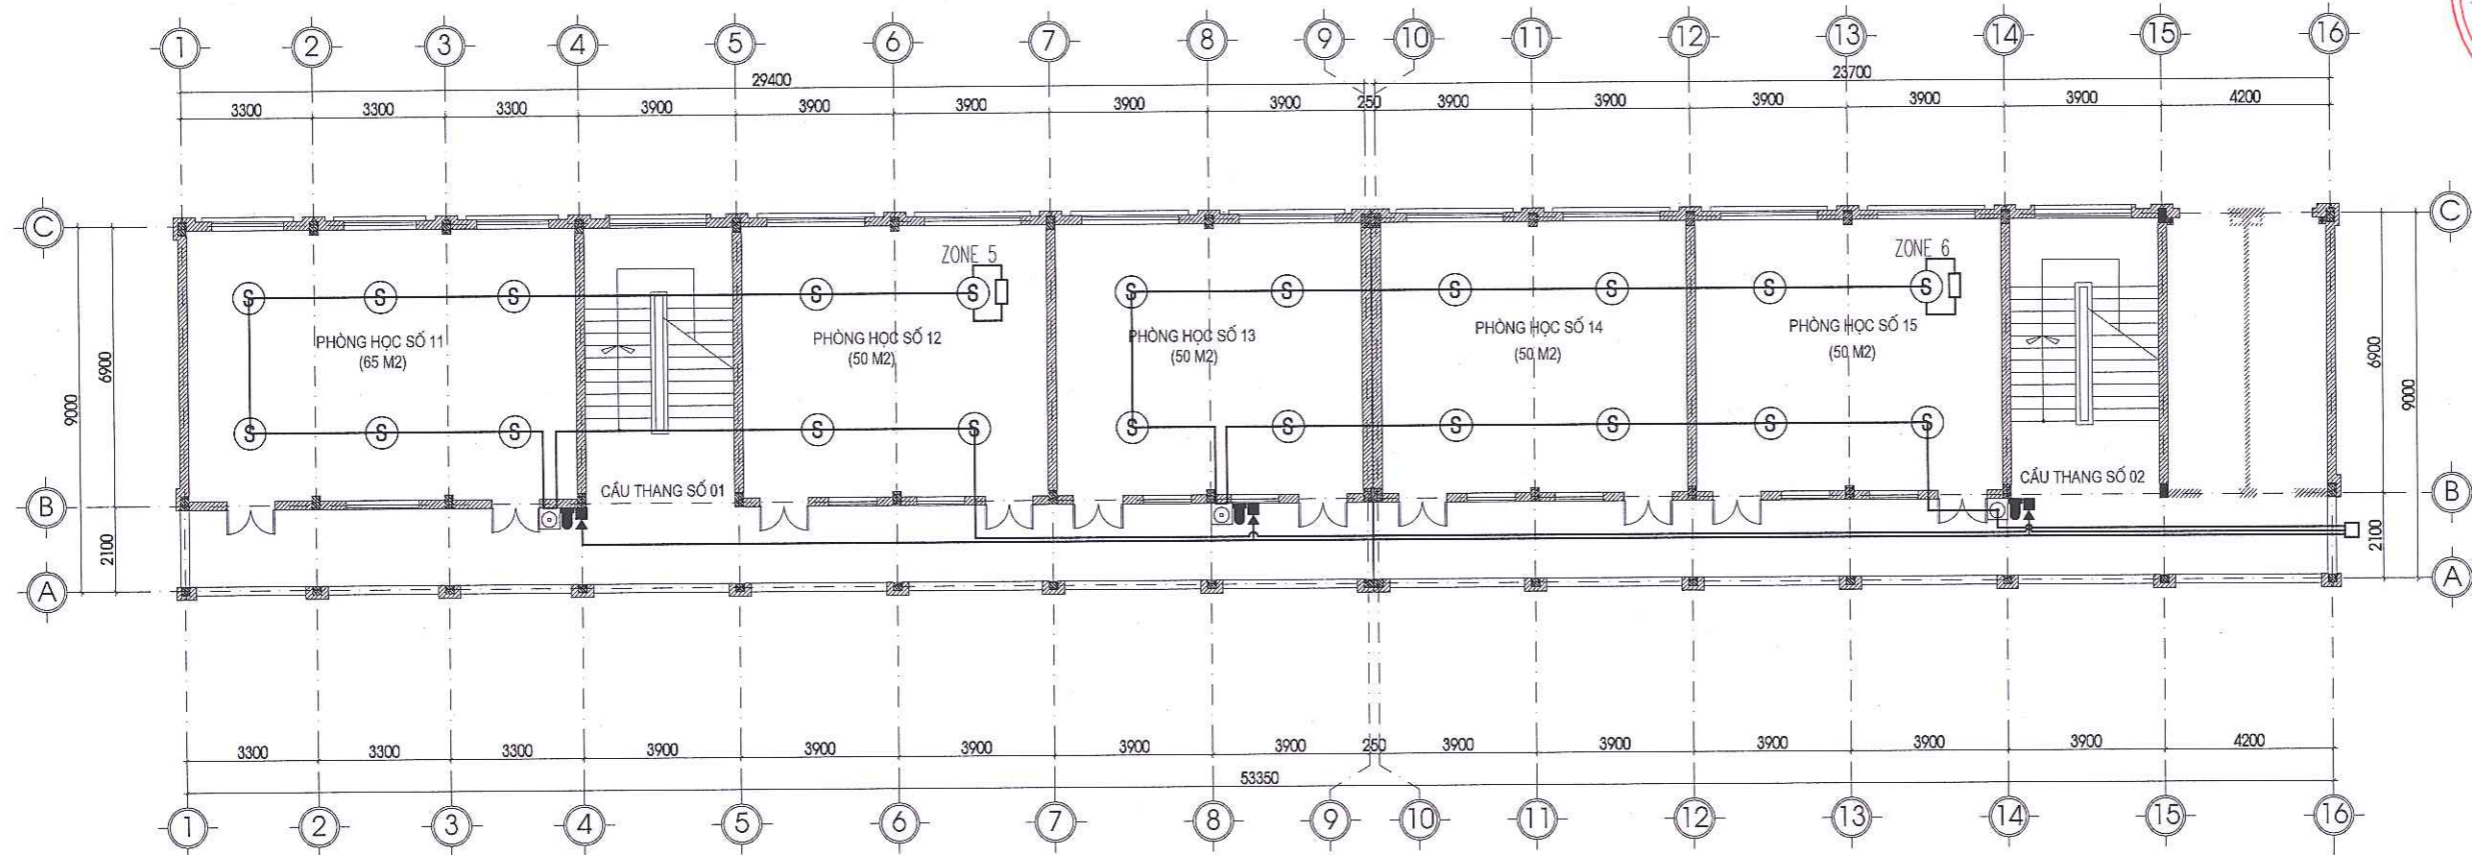 1 2 3 4 5 6 7 8 9 10 11 12 13 14 15 16
29400 23700
3300 3300 3300 3900 3900 3900 3900 3900 250 3900 3900 3900 3900 3900 4200
C C
ZONE 5 ZONE 6
S S S S S S S S S S S
PHÒNG HỌC SỐ 11
(65 M2)
PHÒNG HỌC SỐ 12
(50 M2)
PHÒNG HỌC SỐ 13
(50 M2)
PHÒNG HỌC SỐ 14
(50 M2)
PHÒNG HỌC SỐ 15
(50 M2)
9000 6900 6900 9000
S S S S S S S S S S S
CẦU THANG SỐ 01
CẦU THANG SỐ 02
B B
2100 2100
A A
3300 3300 3300 3900 3900 3900 3900 3900 250 3900 3900 3900 3900 3900 4200
53350
1 2 3 4 5 6 7 8 9 10 11 12 13 14 15 16